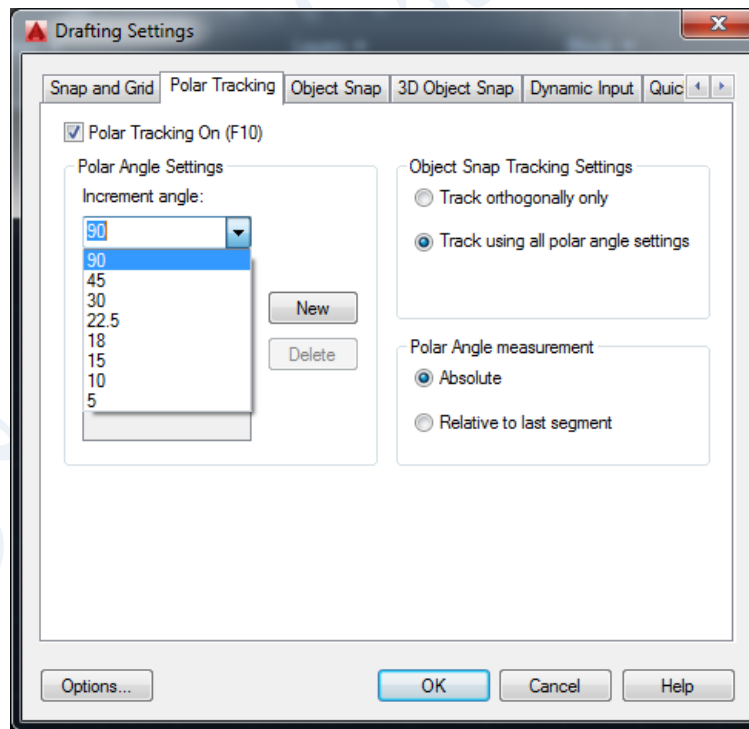 Drafting Settings
Snap and Grid
Polar Tracking
Object Snap
3D Object Snap
Dynamic Input
Quic
Polar Tracking On (F10)
Polar Angle Settings
Increment angle:
90
90
45
30
22.5
18
15
10
5
New
Delete
Object Snap Tracking Settings
Track orthogonally only
Track using all polar angle settings
Polar Angle measurement
Absolute
Relative to last segment
Options...
OK
Cancel
Help